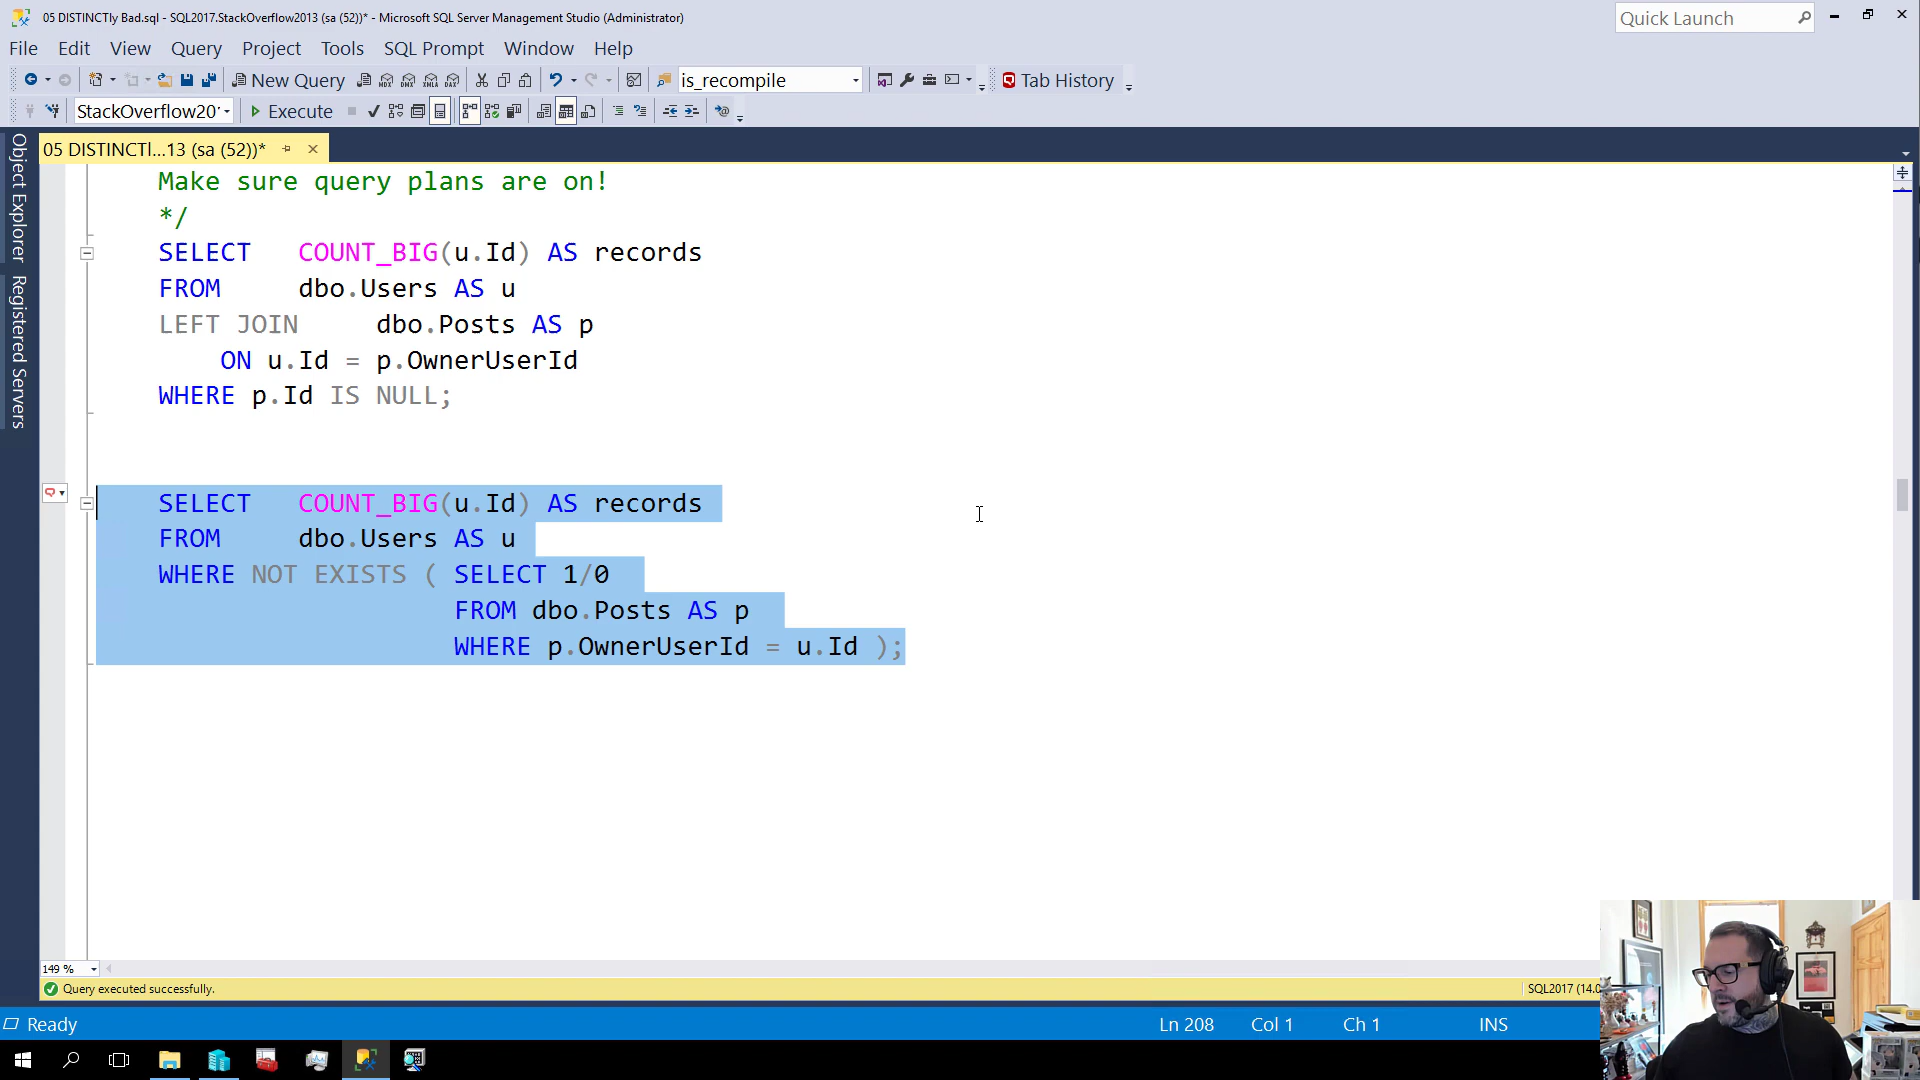 05 DISTINCTly Bad.sql - SQL2017.StackOverflow2013 (sa (52))* - Microsoft SQL Server Management Studio (Administrator)
Quick Launch
File Edit View Query Project Tools SQL Prompt Window Help
New Query
is_recompile
Tab History
StackOverflow20
Execute
05 DISTINCTl...13 (sa (52))*
Object Explorer
Registered Servers
Make sure query plans are on!
*/
SELECT COUNT_BIG(u.Id) AS records
FROM dbo.Users AS u
LEFT JOIN dbo.Posts AS p
ON u.Id = p.OwnerUserId
WHERE p.Id IS NULL;
SELECT COUNT_BIG(u.Id) AS records
FROM dbo.Users AS u
WHERE NOT EXISTS ( SELECT 1/0
FROM dbo.Posts AS p
WHERE p.OwnerUserId = u.Id );
149 %
Query executed successfully.
SQL2017 (14.0
Ready
Ln 208
Col 1
Ch 1
INS